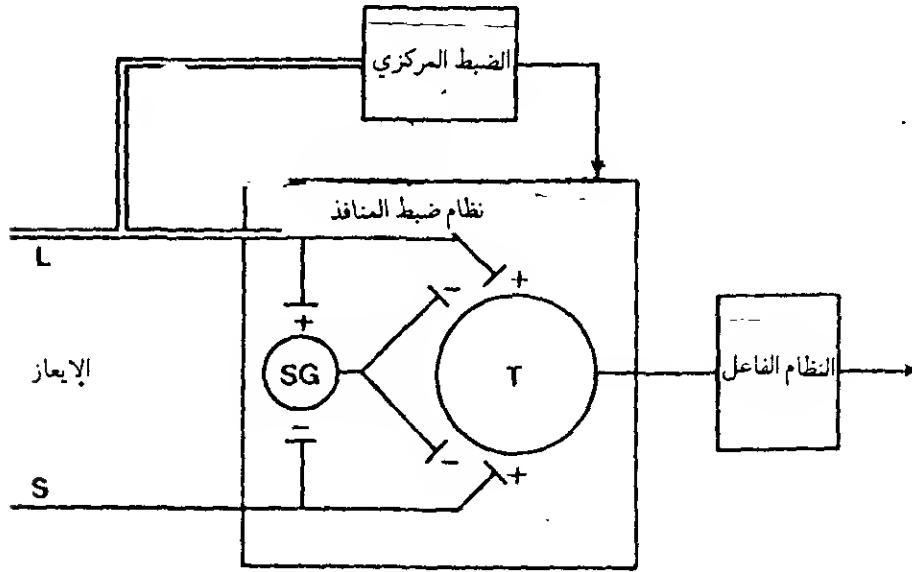 الضبط المركزي
نظام ضبط المنافذ
L
+
-
+
SG
T
النظام الفاعل
الإيعاز
-
-
+
S